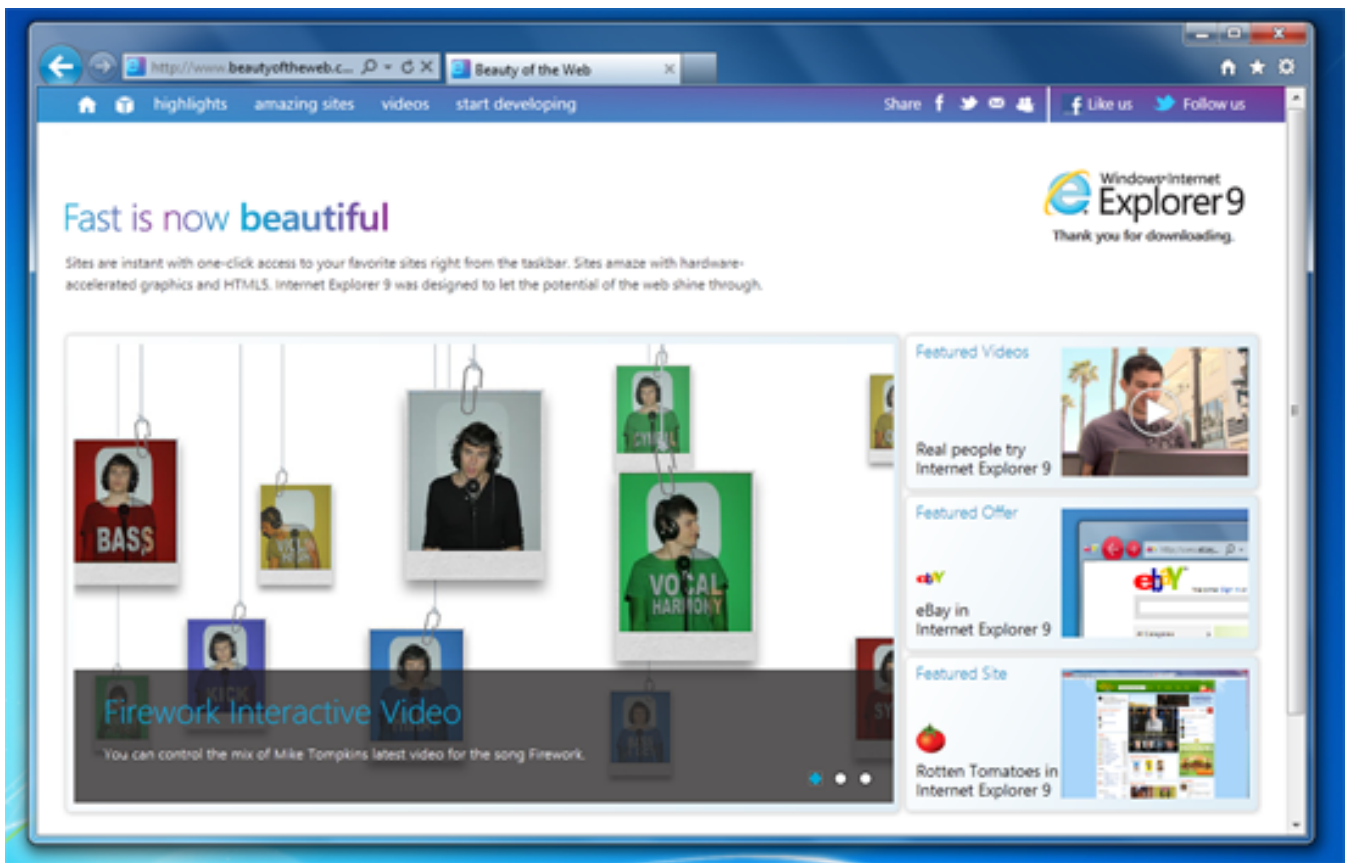 http://www.beautyoftheweb.c...
Beauty of the Web
highlights amazing sites videos start developing
Share
Like us
Follow us
Windows Internet
Explorer 9
Thank you for downloading.
Fast is now beautiful
Sites are instant with one-click access to your favorite sites right from the taskbar. Sites amaze with hardware-
accelerated graphics and HTML5. Internet Explorer 9 was designed to let the potential of the web shine through.
BASS
CYMBAL
VOCAL
HARMONY
KICK
Firework Interactive Video
You can control the mix of Mike Tompkins latest video for the song Firework.
Featured Videos
Real people try
Internet Explorer 9
Featured Offer
ebY
eBay in
Internet Explorer 9
ebaY
Featured Site
Rotten Tomatoes in
Internet Explorer 9